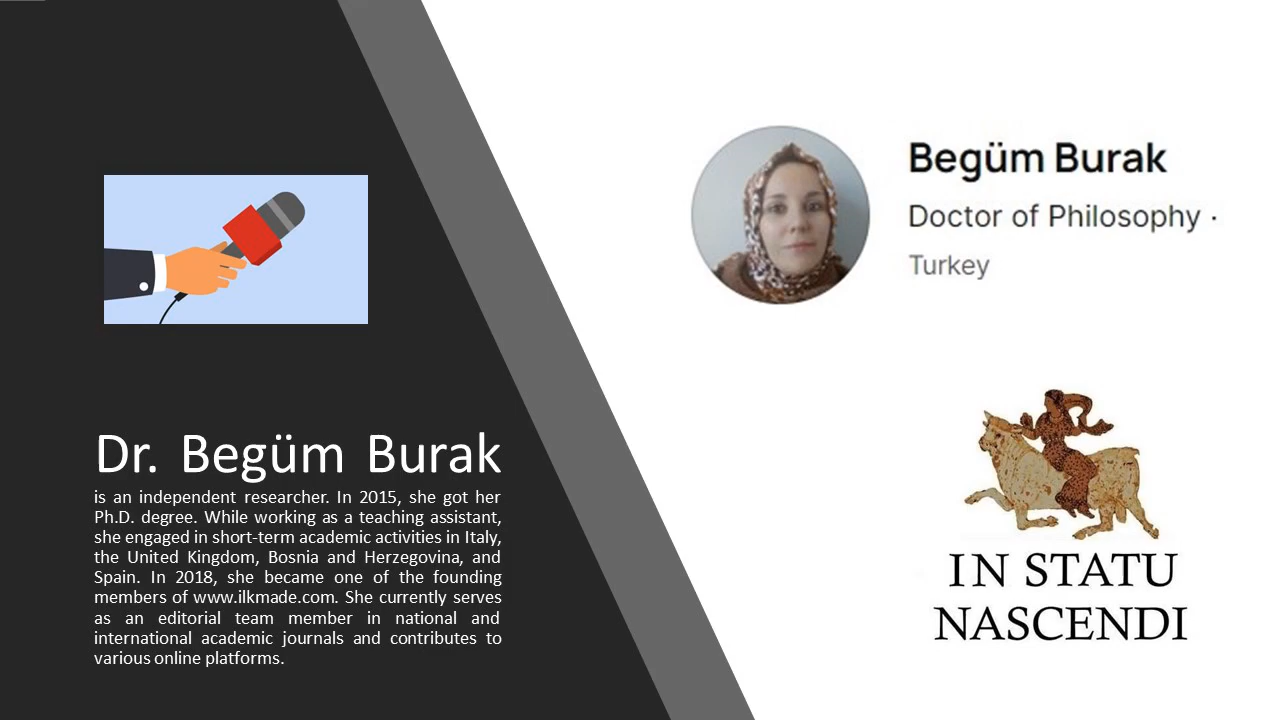 Begüm Burak
Doctor of Philosophy ·
Turkey
Dr. Begüm Burak
is an independent researcher. In 2015, she got her
Ph.D. degree. While working as a teaching assistant,
she engaged in short-term academic activities in Italy,
the United Kingdom, Bosnia and Herzegovina, and
Spain. In 2018, she became one of the founding
members of www.ilkmade.com. She currently serves
as an editorial team member in national and
international academic journals and contributes to
various online platforms.
IN STATU
NASCENDI